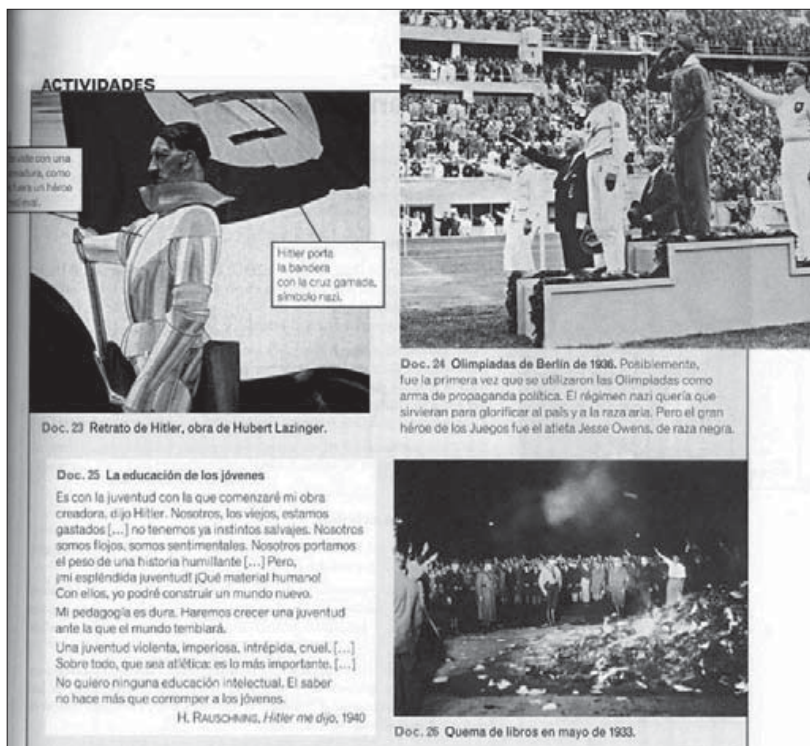 ACTIVIDADES
con una
como
un héroe
Hitler porta
la bandera
con la cruz gamada,
símbolo nazi.
Doc. 23 Retrato de Hitler, obra de Hubert Lazinger.
Doc. 24 Olimpiadas de Berlín de 1936. Posiblemente,
fue la primera vez que se utilizaron las Olimpiadas como
arma de propaganda política. El régimen nazi quería que
sirvieran para glorificar al país y a la raza aria. Pero el gran
héroe de los Juegos fue el atleta Jesse Owens, de raza negra.
Doc. 25 La educación de los jóvenes
Es con la juventud con la que comenzaré mi obra
creadora, dijo Hitler. Nosotros, los viejos, estamos
gastados [...] no tenemos ya instintos salvajes. Nosotros
somos flojos, somos sentimentales. Nosotros portamos
el peso de una historia humillante [...] Pero,
¡mi espléndida juventud! ¡Qué material humano!
Con ellos, yo podré construir un mundo nuevo.
Mi pedagogía es dura. Haremos crecer una juventud
ante la que el mundo temblará.
Una juventud violenta, imperiosa, intrépida, cruel. [...]
Sobre todo, que sea atlética: es lo más importante. [...]
No quiero ninguna educación intelectual. El saber
no hace más que corromper a los jóvenes.
H. RAUSCHNING, Hitler me dijo, 1940
Doc. 26 Quema de libros en mayo de 1933.